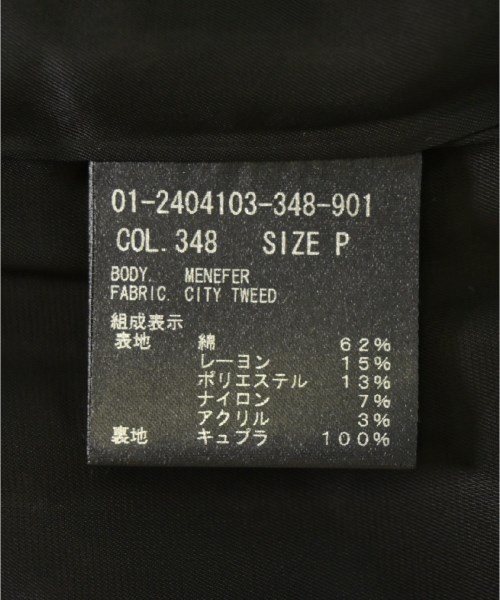 01-2404103-348-901
COL.348 SIZE P
BODY. MENEFER
FABRIC. CITY TWEED
組成表示
表地 綿 62%
レーヨン 15%
ポリエステル 13%
ナイロン 7%
アクリル 3%
裏地 キュプラ 100%